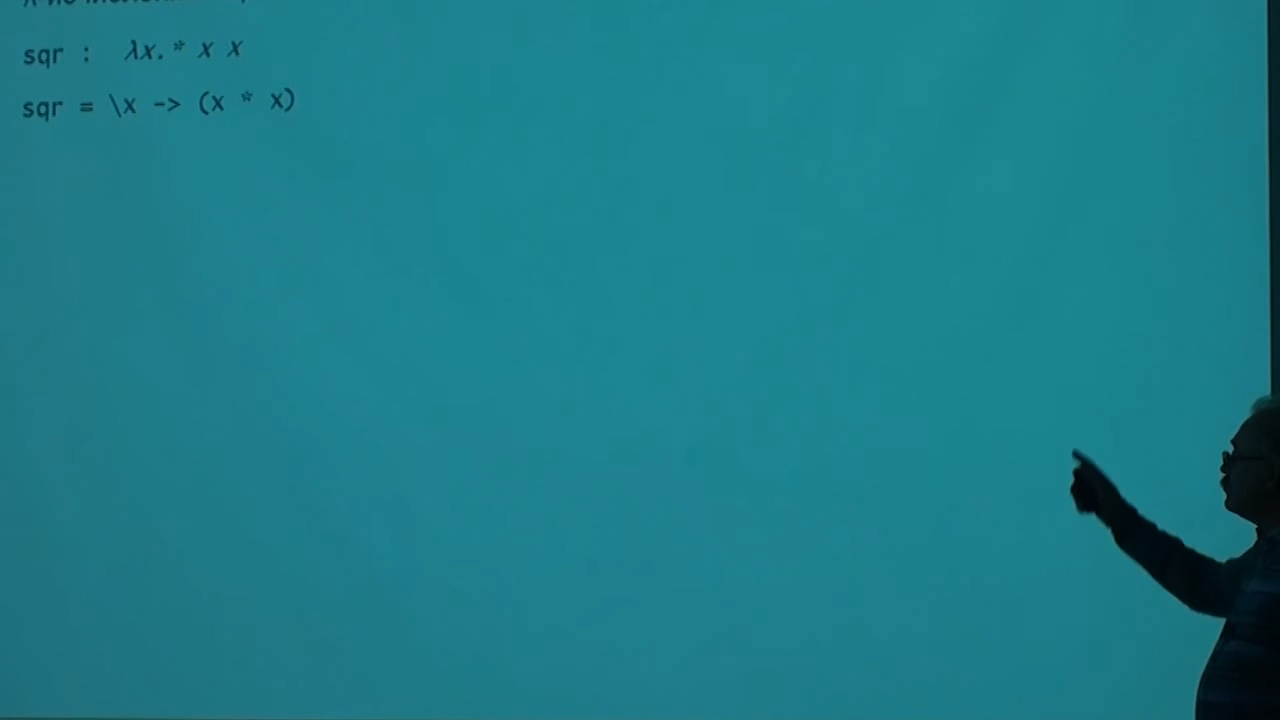 sqr : λx. * x x
sqr = \x -> (x * x)